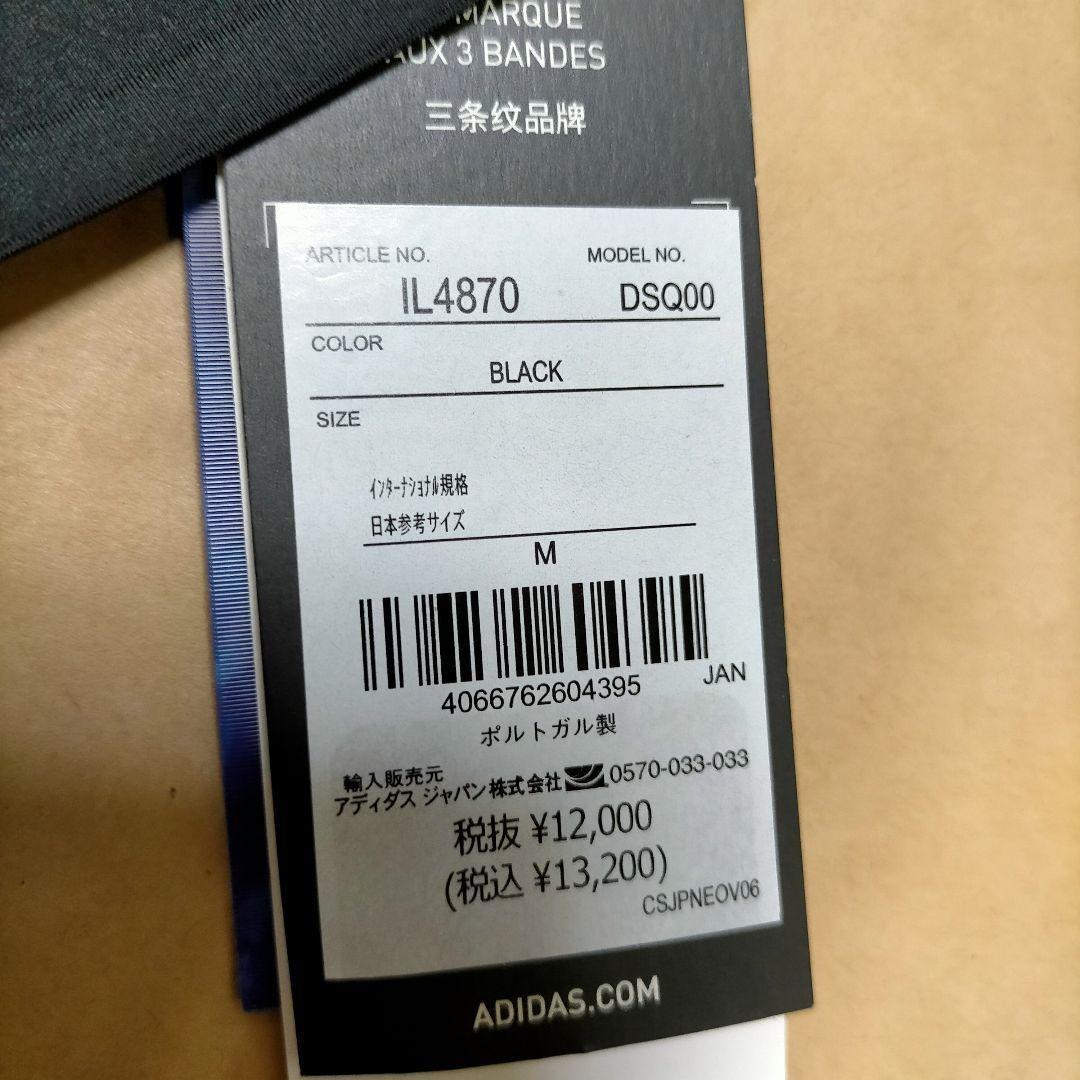 MARQUE
AUX 3 BANDES
三条纹品牌
ARTICLE NO. MODEL NO.
IL4870 DSQ00
COLOR
BLACK
SIZE
ｲﾝﾀｰﾅｼｮﾅﾙ規格
日本参考サイズ
M
4066762604395 JAN
ポルトガル製
輸入販売元
アディダス ジャパン株式会社 0570-033-033
税抜 ¥12,000
(税込 ¥13,200)
CSJPNEOV06
ADIDAS.COM